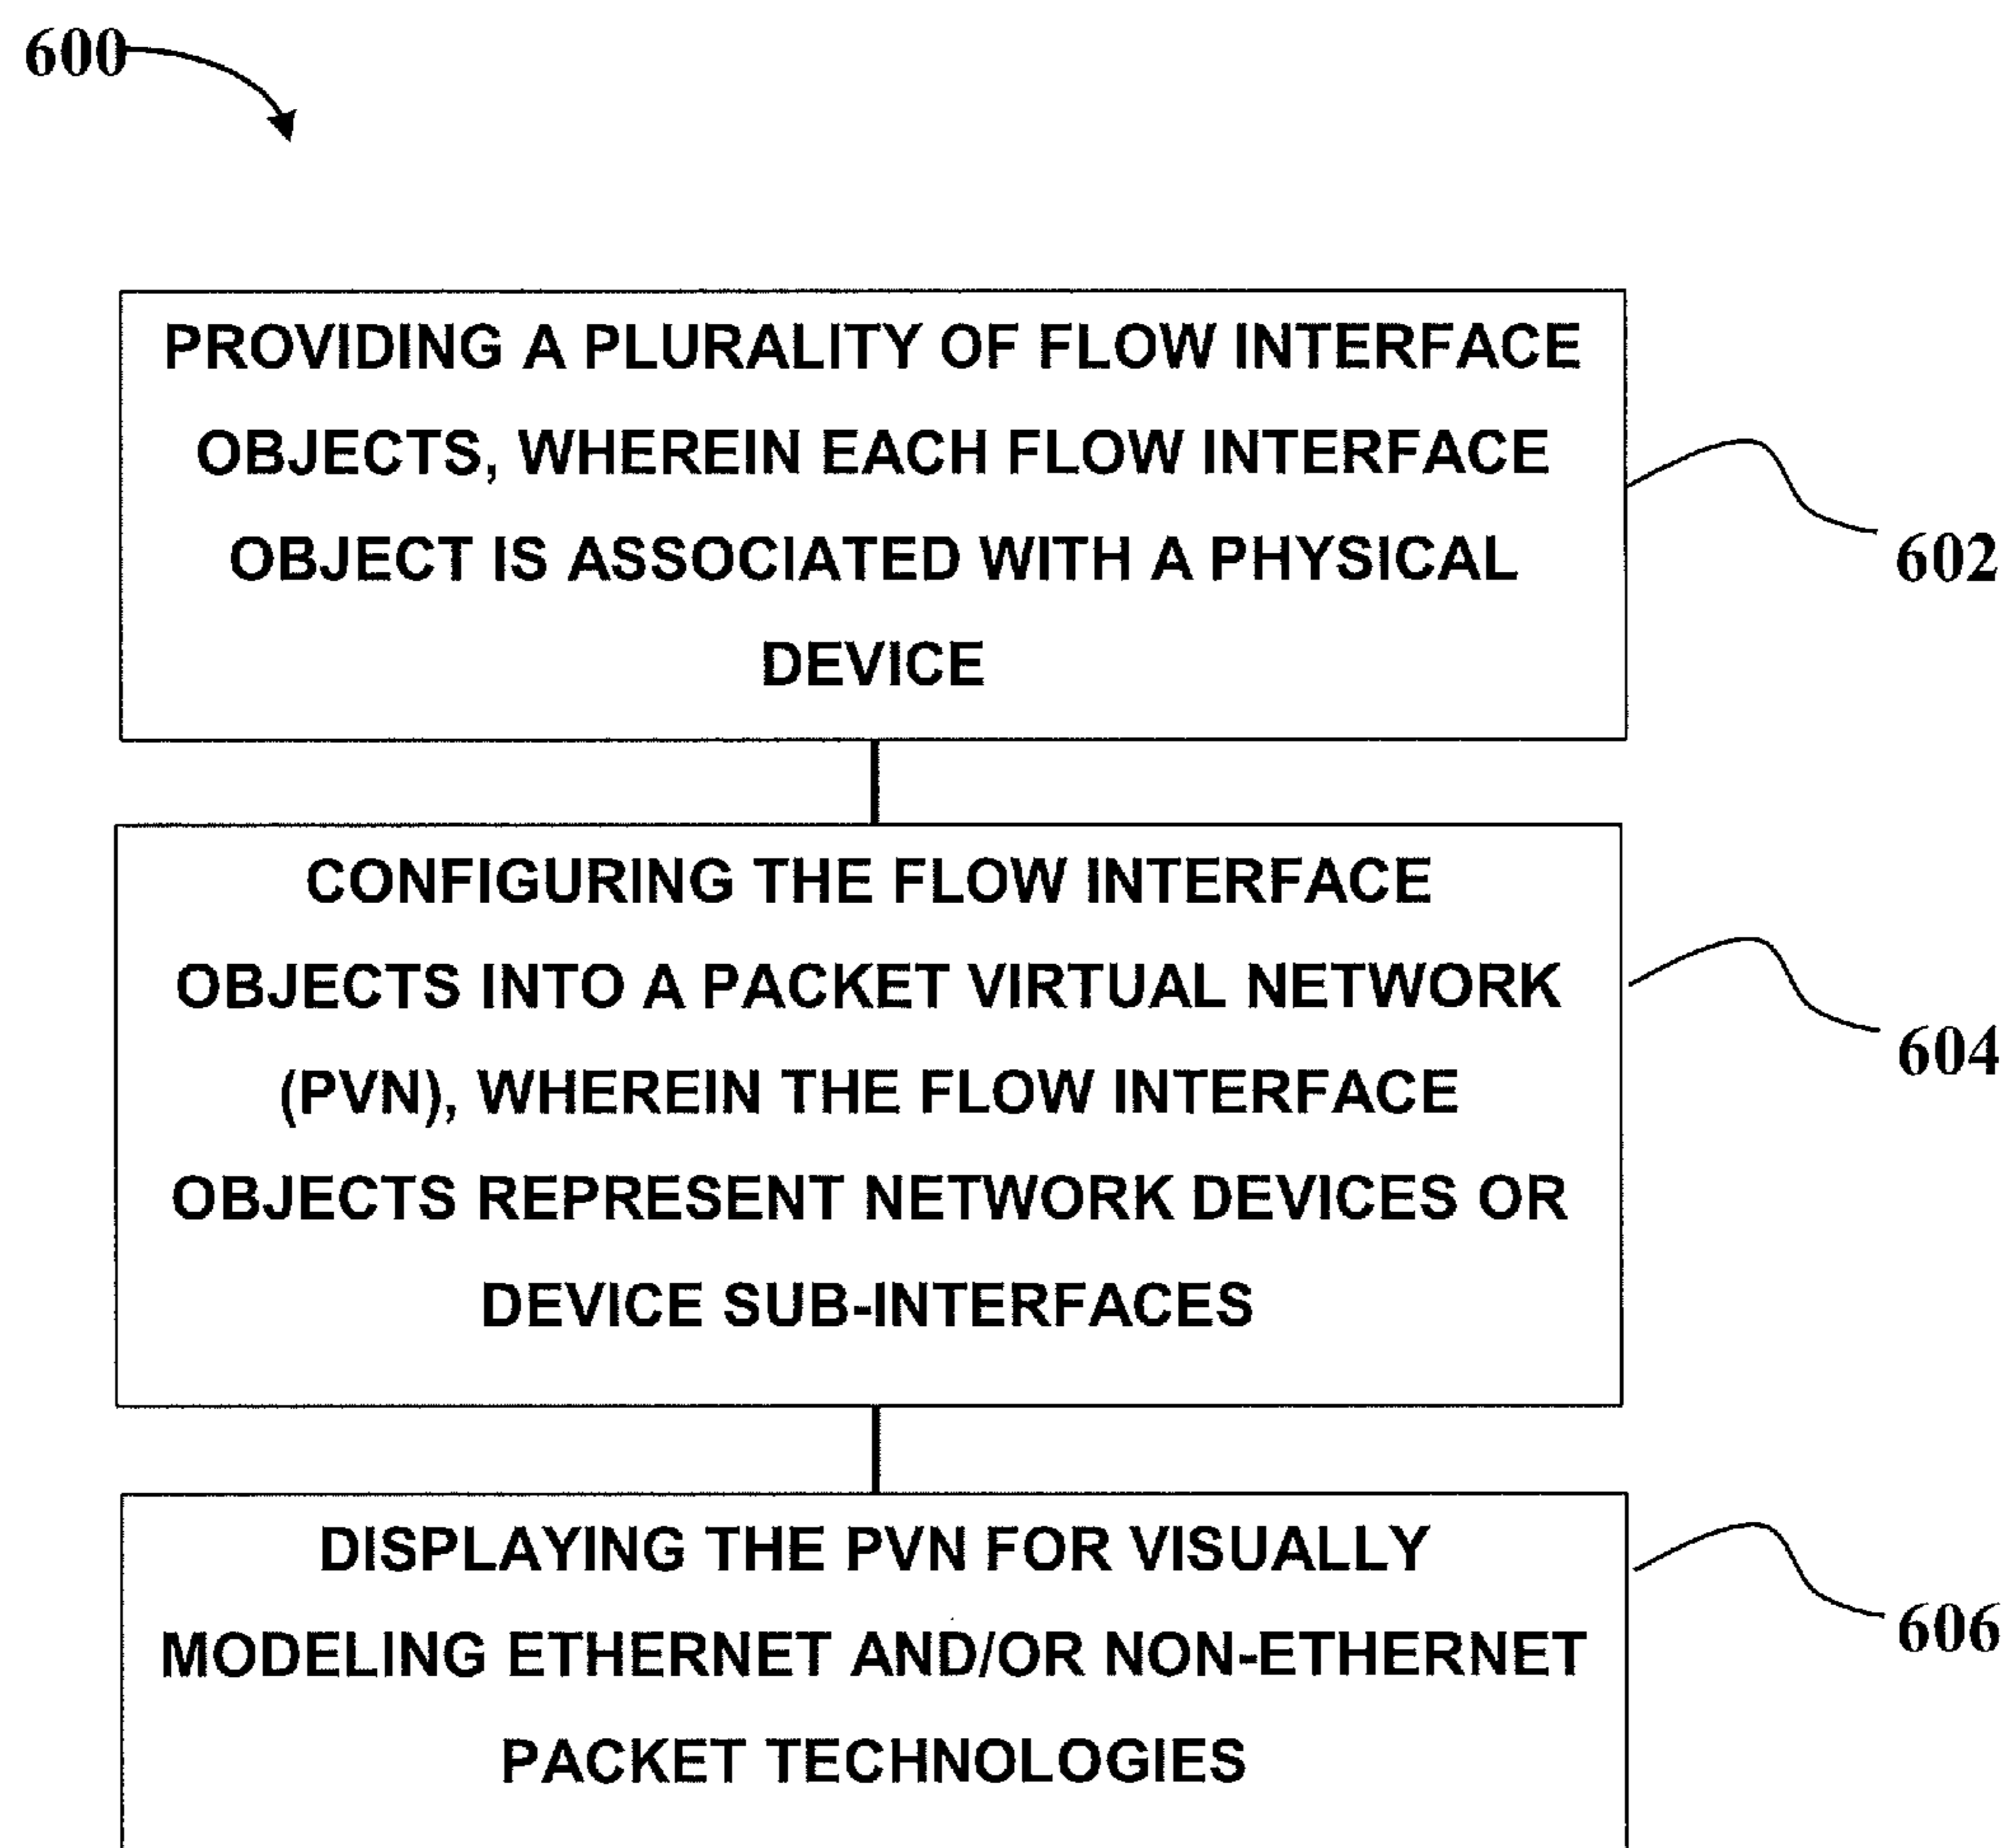 600
PROVIDING A PLURALITY OF FLOW INTERFACE
OBJECTS, WHEREIN EACH FLOW INTERFACE
OBJECT IS ASSOCIATED WITH A PHYSICAL
DEVICE
602
CONFIGURING THE FLOW INTERFACE
OBJECTS INTO A PACKET VIRTUAL NETWORK
(PVN), WHEREIN THE FLOW INTERFACE
OBJECTS REPRESENT NETWORK DEVICES OR
DEVICE SUB-INTERFACES
604
DISPLAYING THE PVN FOR VISUALLY
MODELING ETHERNET AND/OR NON-ETHERNET
PACKET TECHNOLOGIES
606